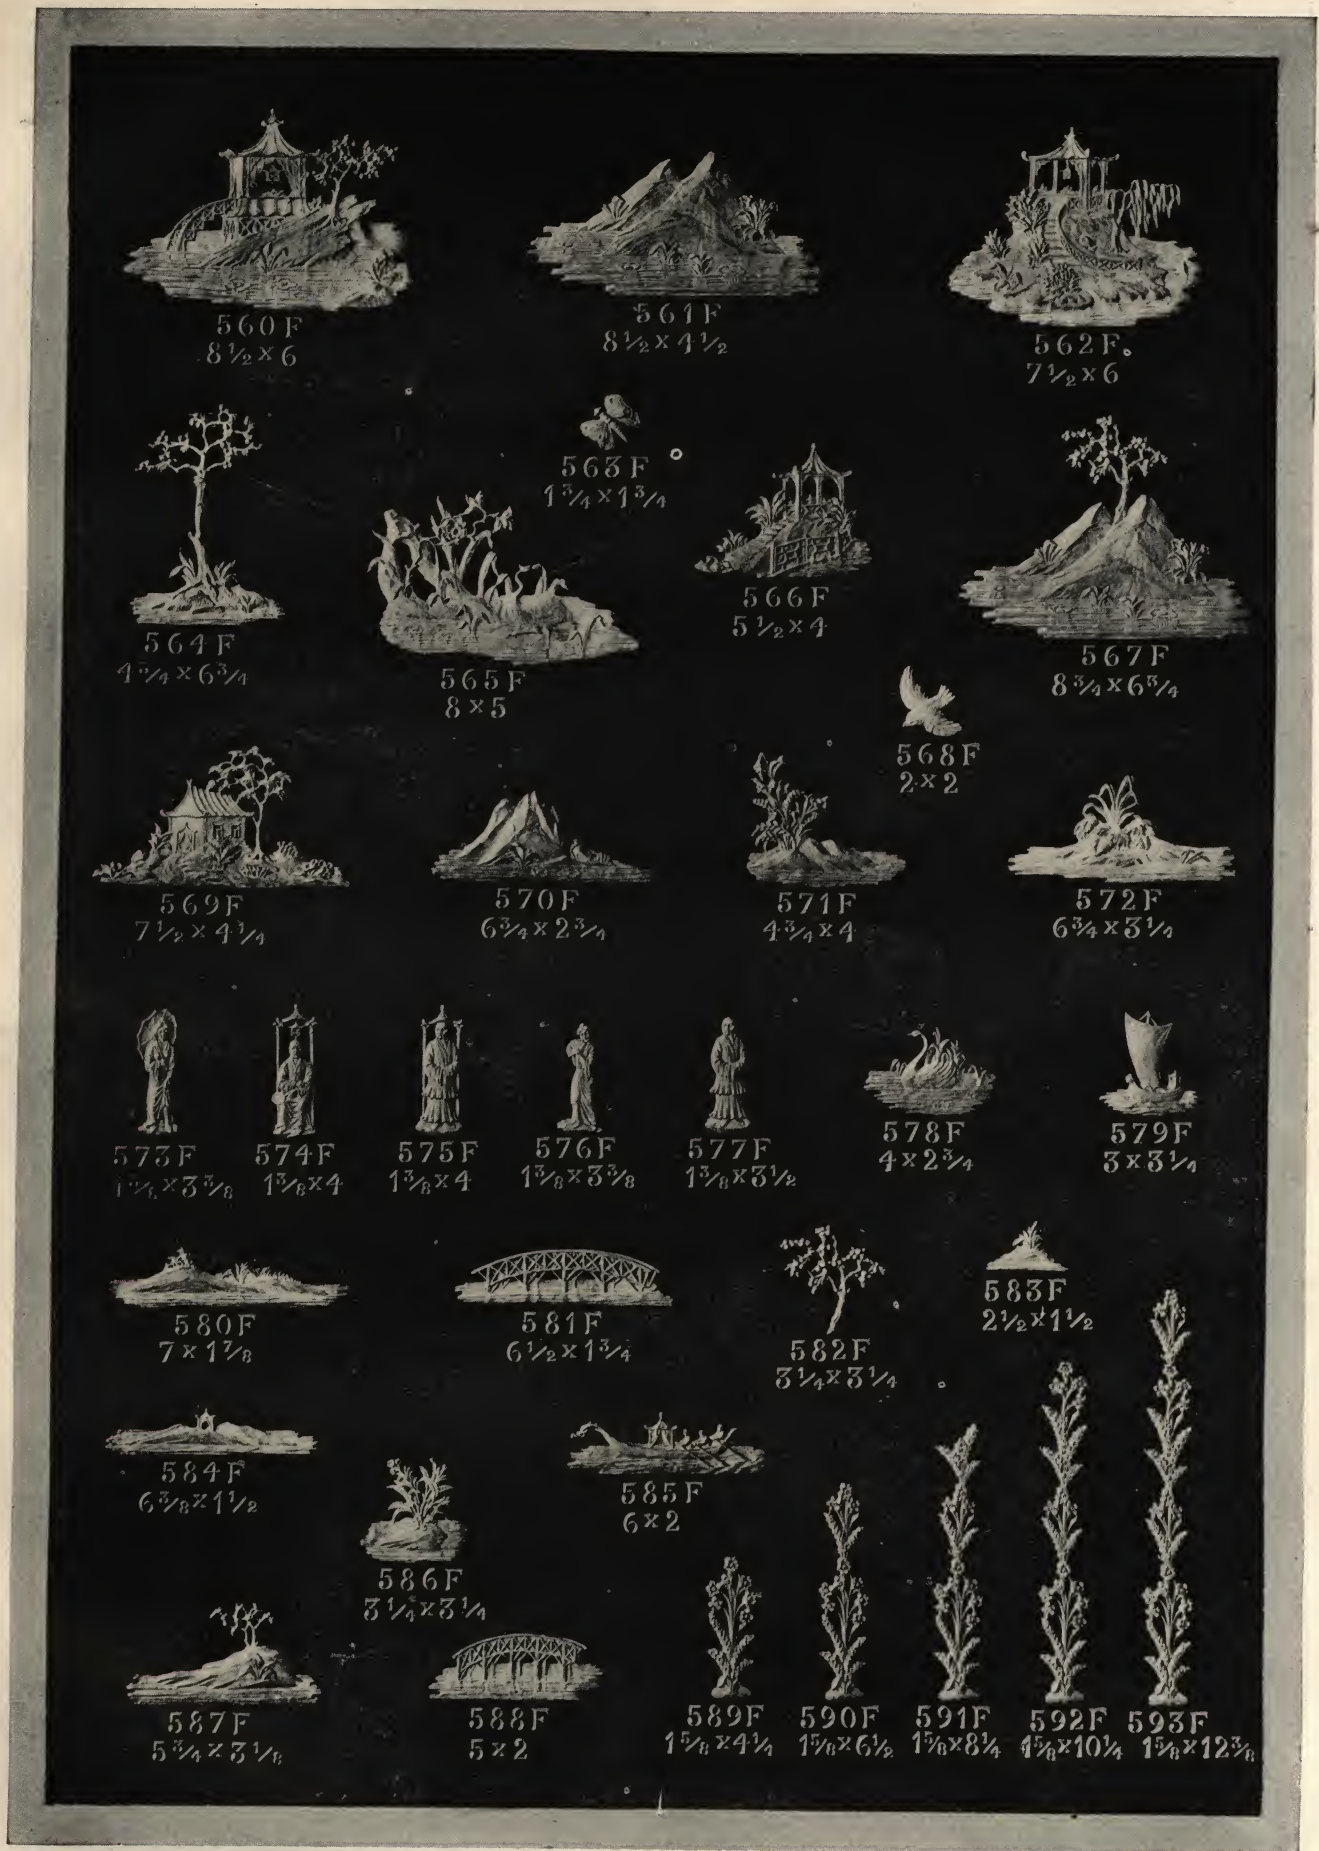 560F
8½ x 6
561F
8½ x 4½
562F
7½ x 6
563F
1¾ x 1¾
564F
4¾ x 6¾
565F
8 x 5
566F
5½ x 4
567F
8¾ x 6¾
568F
2 x 2
569F
7½ x 4¼
570F
6¾ x 2¾
571F
4¾ x 4
572F
6¾ x 3¼
573F
1⅜ x 3⅜
574F
1⅜ x 4
575F
1⅜ x 4
576F
1⅜ x 3⅜
577F
1⅜ x 3½
578F
4 x 2¾
579F
3 x 3¼
580F
7 x 1⅞
581F
6½ x 1¾
582F
3¼ x 3¼
583F
2½ x 1½
584F
6⅜ x 1½
585F
6 x 2
586F
3¼ x 3¼
587F
5¾ x 3⅛
588F
5 x 2
589F
1⅝ x 4¼
590F
1⅝ x 6½
591F
1⅝ x 8¼
592F
1⅝ x 10¼
593F
1⅝ x 12⅜